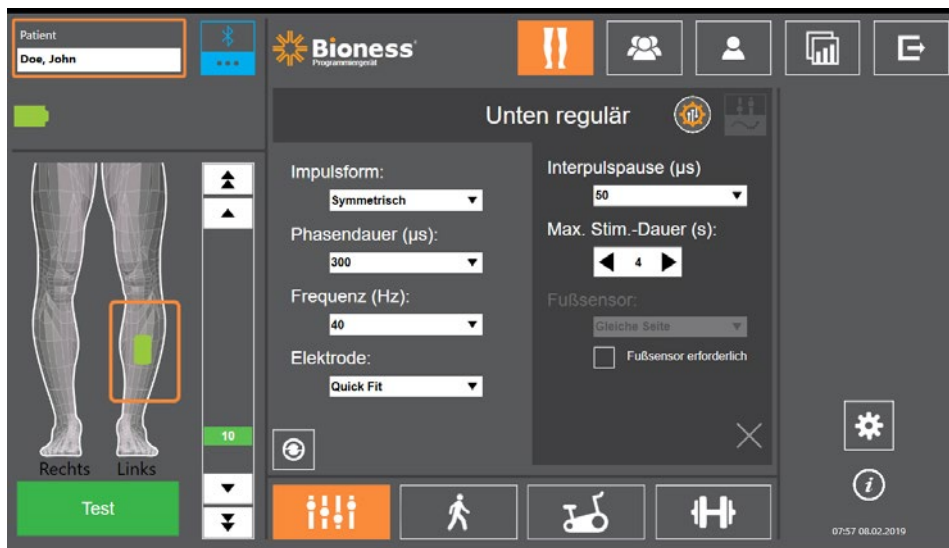 Patient
Doe, John
Bioness
Programmiergerät
Unten regulär
Impulsform:
Symmetrisch
Phasendauer (µs):
300
Frequenz (Hz):
40
Elektrode:
Quick Fit
Interpulspause (µs)
50
Max. Stim.-Dauer (s):
4
Fußsensor:
Gleiche Seite
Fußsensor erforderlich
10
Rechts Links
Test
i
07:57 08.02.2019